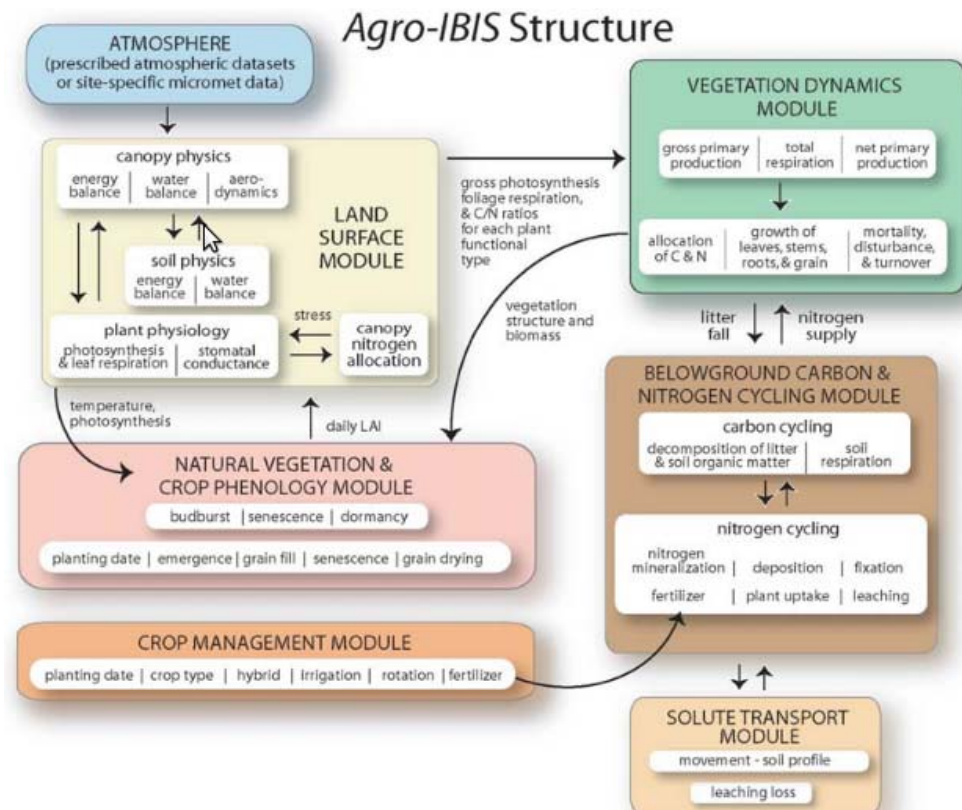 Agro-IBIS Structure
ATMOSPHERE
(prescribed atmospheric datasets
or site-specific micromet data)
canopy physics
energy balance | water balance | aero-dynamics
soil physics
energy balance | water balance
LAND
SURFACE
MODULE
plant physiology
photosynthesis & leaf respiration | stomatal conductance
stress
canopy
nitrogen
allocation
gross photosynthesis
foliage respiration,
& C/N ratios
for each plant
functional
type
VEGETATION DYNAMICS
MODULE
gross primary production | total respiration | net primary production
allocation of C & N | growth of leaves, stems, roots, & grain | mortality, disturbance, & turnover
vegetation
structure and
biomass
litter
fall
nitrogen
supply
temperature,
photosynthesis
daily LAI
NATURAL VEGETATION &
CROP PHENOLOGY MODULE
budburst | senescence | dormancy
planting date | emergence | grain fill | senescence | grain drying
BELOWGROUND CARBON &
NITROGEN CYCLING MODULE
carbon cycling
decomposition of litter & soil organic matter | soil respiration
nitrogen cycling
nitrogen mineralization | deposition | fixation
fertilizer | plant uptake | leaching
CROP MANAGEMENT MODULE
planting date | crop type | hybrid | irrigation | rotation | fertilizer
SOLUTE TRANSPORT
MODULE
movement - soil profile
leaching loss